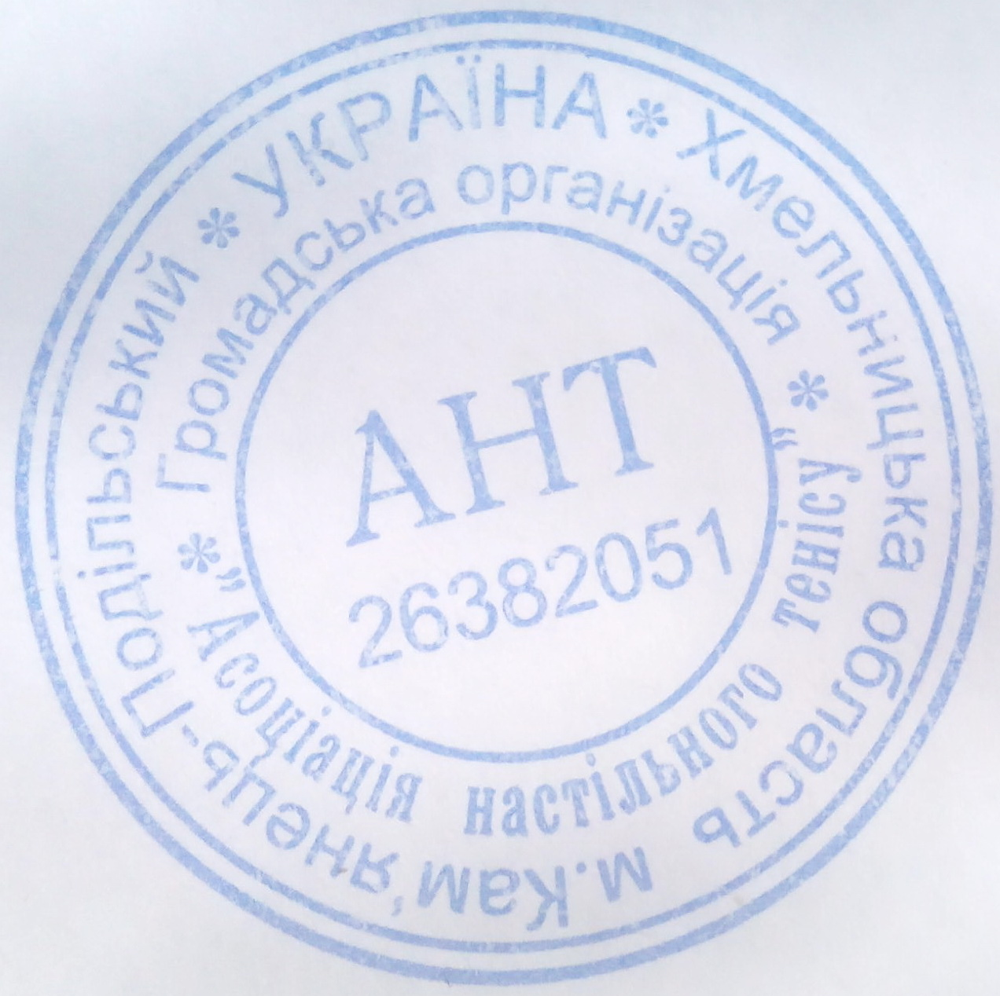 * УКРАЇНА * Хмельницька область м.Кам'янець-Подільський
* Громадська організація *
„Асоціація настільного тенісу“
АНТ
26382051